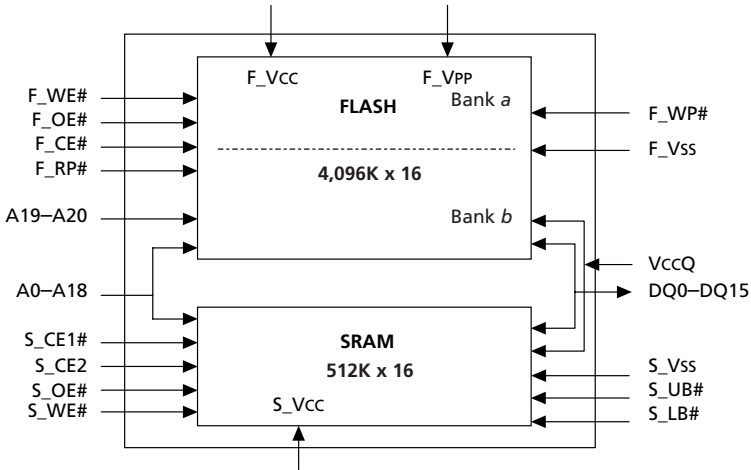 F_VCC
F_VPP
FLASH
Bank a
4,096K x 16
Bank b
F_WE#
F_OE#
F_CE#
F_RP#
A19–A20
A0–A18
S_CE1#
S_CE2
S_OE#
S_WE#
SRAM
512K x 16
S_VCC
F_WP#
F_VSS
VCCQ
DQ0–DQ15
S_VSS
S_UB#
S_LB#